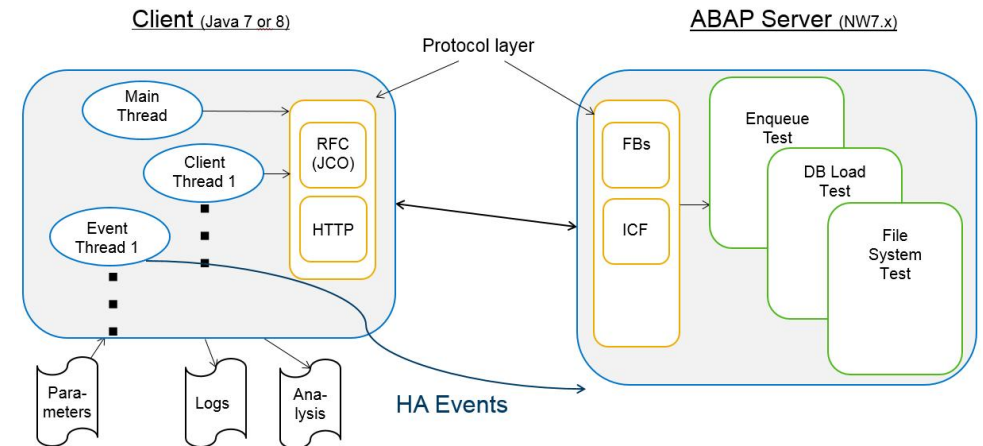 Client (Java 7 or 8)
ABAP Server (NW7.x)
Protocol layer
Main
Thread
Client
Thread 1
Event
Thread 1
RFC
(JCO)
HTTP
FBs
ICF
Enqueue
Test
DB Load
Test
File
System
Test
Para-
meters
Logs
Ana-
lysis
HA Events